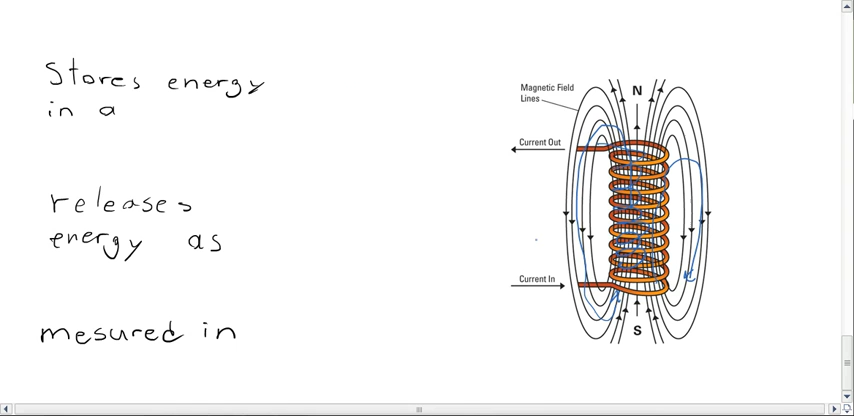 Stores energy
in a
releases
energy as
mesured in
Magnetic Field
Lines
N
Current Out
Current In
S